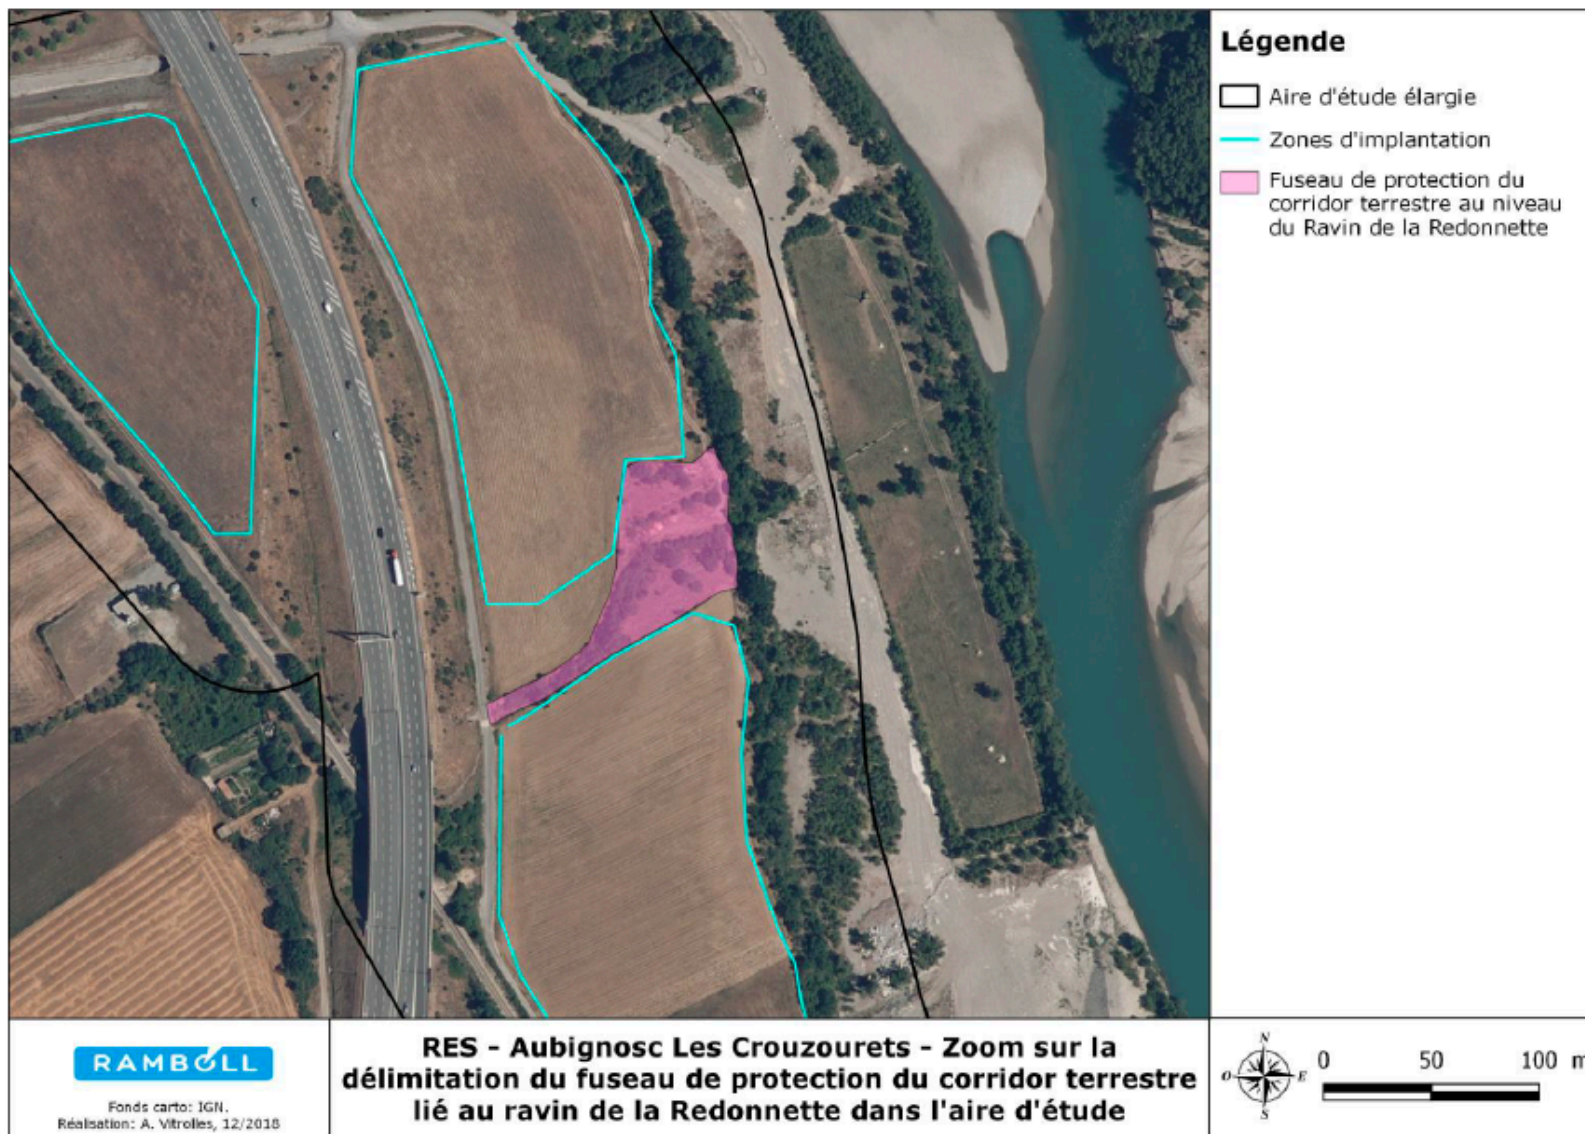 Légende
Aire d'étude élargie
Zones d'implantation
Fuseau de protection du
corridor terrestre au niveau
du Ravin de la Redonnette
RAMBOLL
Fonds carto: IGN.
Réalisation: A. Vitrolles, 12/2018
RES - Aubignosc Les Crouzourets - Zoom sur la
délimitation du fuseau de protection du corridor terrestre
lié au ravin de la Redonnette dans l'aire d'étude
N
O E
S
0 50 100 m